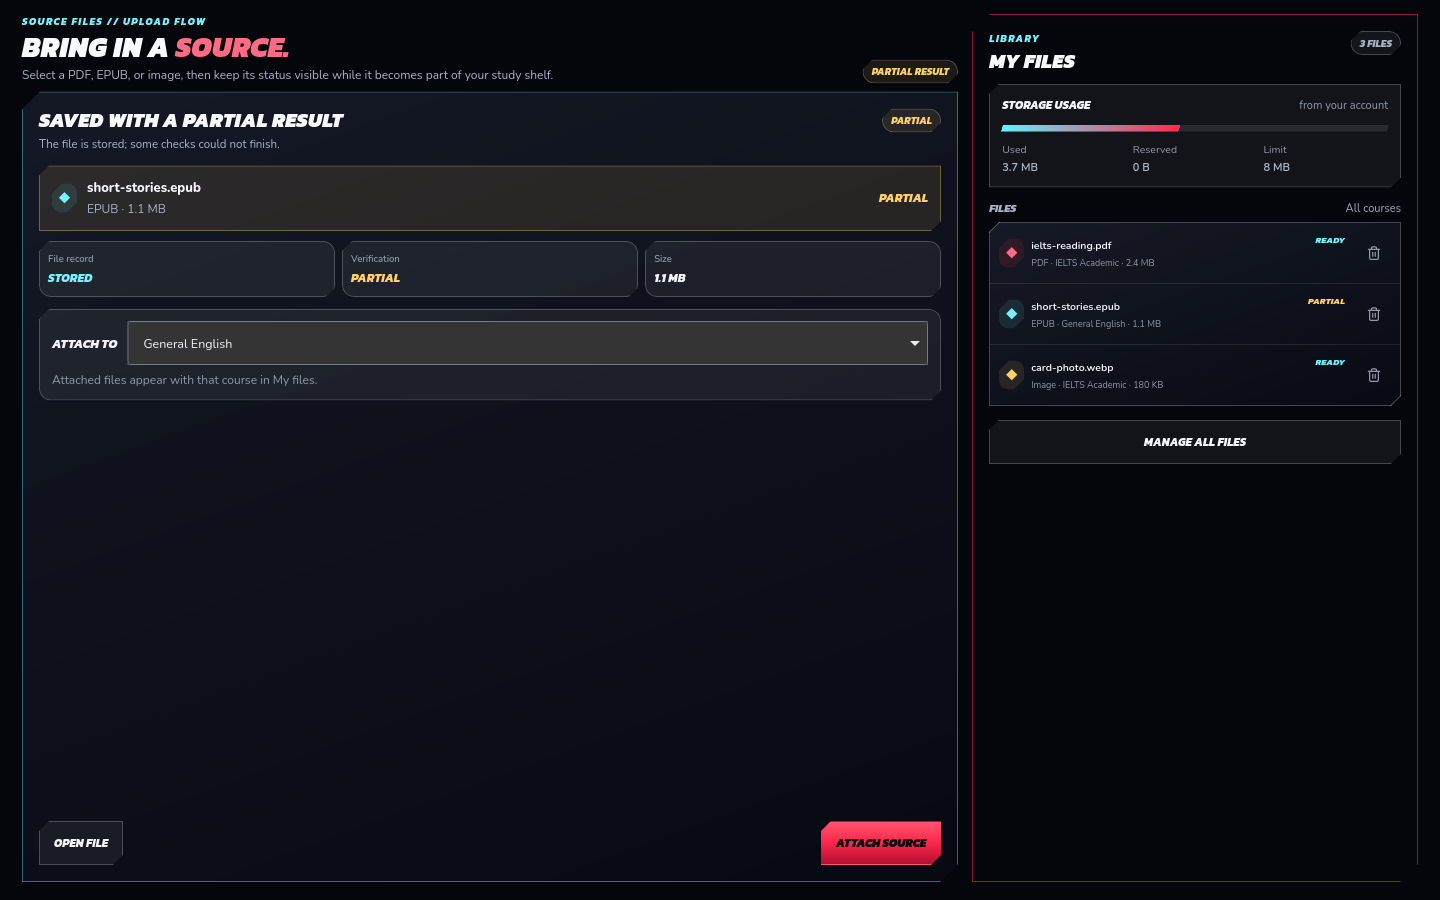 SOURCE FILES // UPLOAD FLOW
BRING IN A SOURCE.
Select a PDF, EPUB, or image, then keep its status visible while it becomes part of your study shelf.
PARTIAL RESULT
SAVED WITH A PARTIAL RESULT
PARTIAL
The file is stored; some checks could not finish.
short-stories.epub
EPUB · 1.1 MB
PARTIAL
File record
STORED
Verification
PARTIAL
Size
1.1 MB
ATTACH TO
General English
Attached files appear with that course in My files.
OPEN FILE
ATTACH SOURCE
LIBRARY
MY FILES
3 FILES
STORAGE USAGE
from your account
Used
3.7 MB
Reserved
0 B
Limit
8 MB
FILES
All courses
ielts-reading.pdf
PDF · IELTS Academic · 2.4 MB
READY
short-stories.epub
EPUB · General English · 1.1 MB
PARTIAL
card-photo.webp
Image · IELTS Academic · 180 KB
READY
MANAGE ALL FILES